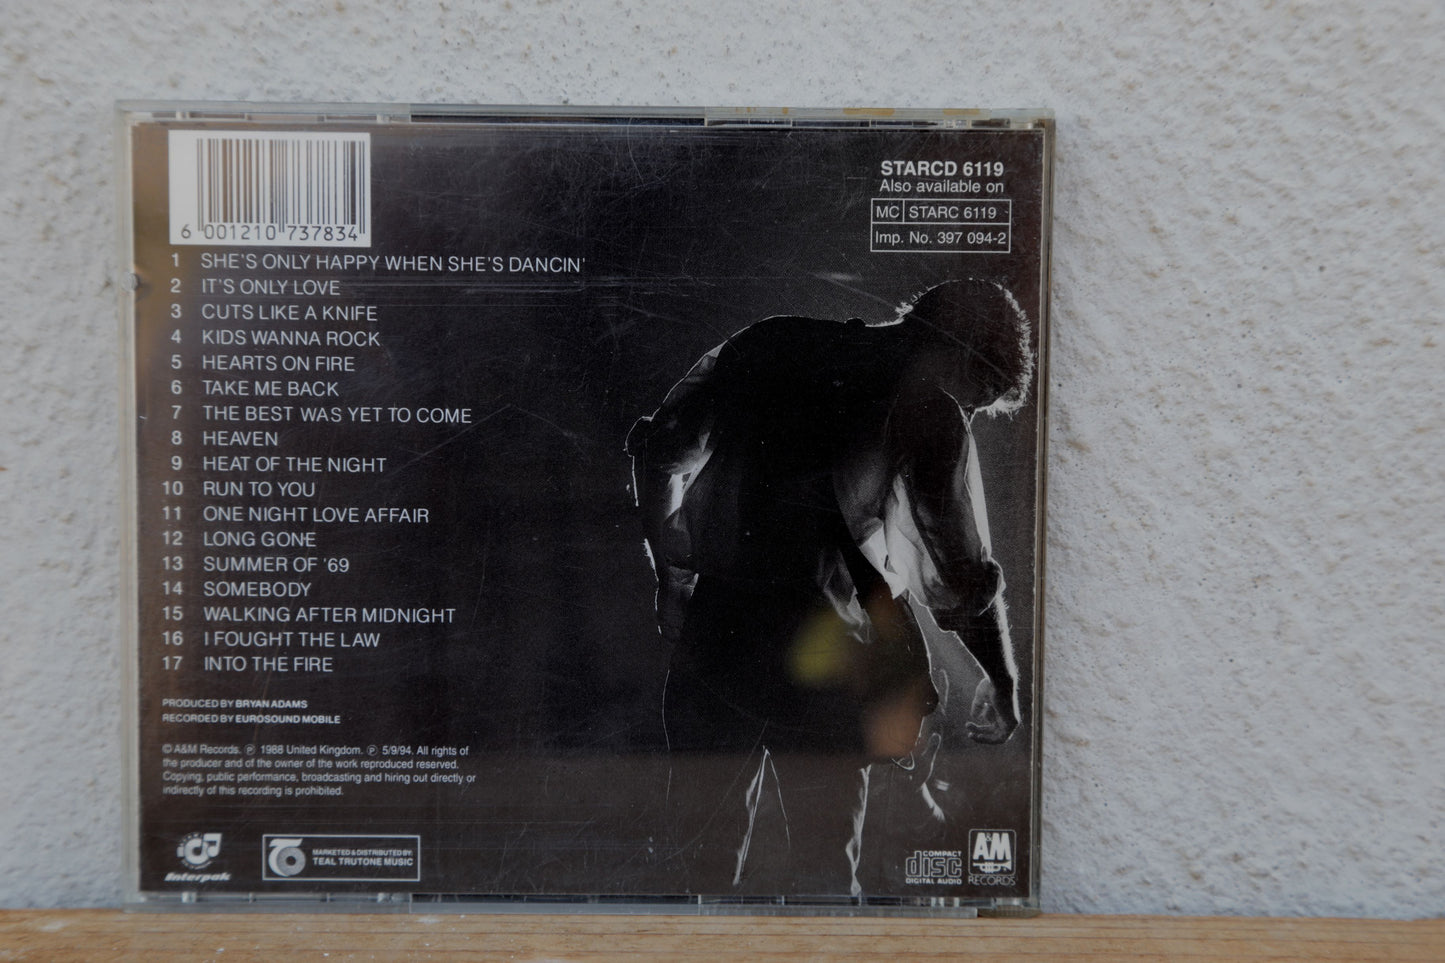 6 001210 737834
STARCD 6119
Also available on
MC STARC 6119
Imp. No. 397 094-2
1 SHE'S ONLY HAPPY WHEN SHE'S DANCIN'
2 IT'S ONLY LOVE
3 CUTS LIKE A KNIFE
4 KIDS WANNA ROCK
5 HEARTS ON FIRE
6 TAKE ME BACK
7 THE BEST WAS YET TO COME
8 HEAVEN
9 HEAT OF THE NIGHT
10 RUN TO YOU
11 ONE NIGHT LOVE AFFAIR
12 LONG GONE
13 SUMMER OF '69
14 SOMEBODY
15 WALKING AFTER MIDNIGHT
16 I FOUGHT THE LAW
17 INTO THE FIRE
PRODUCED BY BRYAN ADAMS
RECORDED BY EUROSOUND MOBILE
© A&M Records. ℗ 1988 United Kingdom. ℗ 5/9/94. All rights of
the producer and of the owner of the work reproduced reserved.
Copying, public performance, broadcasting and hiring out directly or
indirectly of this recording is prohibited.
Interpak
MARKETED & DISTRIBUTED BY:
TEAL TRUTONE MUSIC
COMPACT
disc
DIGITAL AUDIO
A&M
RECORDS